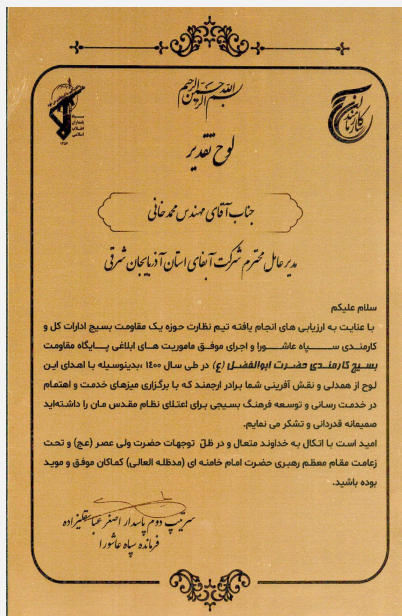 بسم الله الرحمن الرحیم
سپاه
پاسداران
انقلاب
اسلامی
لوح تقدیر
جناب آقای مهندس محمد خانی
مدیر عامل محترم شرکت آبفای استان آذربایجان شرقی
سلام علیکم
با عنایت به ارزیابی های انجام یافته تیم نظارت حوزه یک مقاومت بسیج ادارات کل و
کارمندی سپاه عاشورا و اجرای موفق ماموریت های ابلاغی پایگاه مقاومت
بسیج کارمندی حضرت ابوالفضل (ع) در طی سال ۱۴۰۰ ،بدینوسیله با اهدای این
لوح از همدلی و نقش آفرینی شما برادر ارجمند که با برگزاری میزهای خدمت و اهتمام
در خدمت رسانی و توسعه فرهنگ بسیجی برای اعتلای نظام مقدس مان را داشته‌اید
صمیمانه قدردانی و تشکر می نمایم.
امید است با اتکال به خداوند متعال و در ظلّ توجهات حضرت ولی عصر (عج) و تحت
زعامت مقام معظم رهبری حضرت امام خامنه ای (مدظله العالی) کماکان موفق و موید
بوده باشید.
سرتیپ دوم پاسدار اصغر عباسقلیزاده
فرمانده سپاه عاشورا